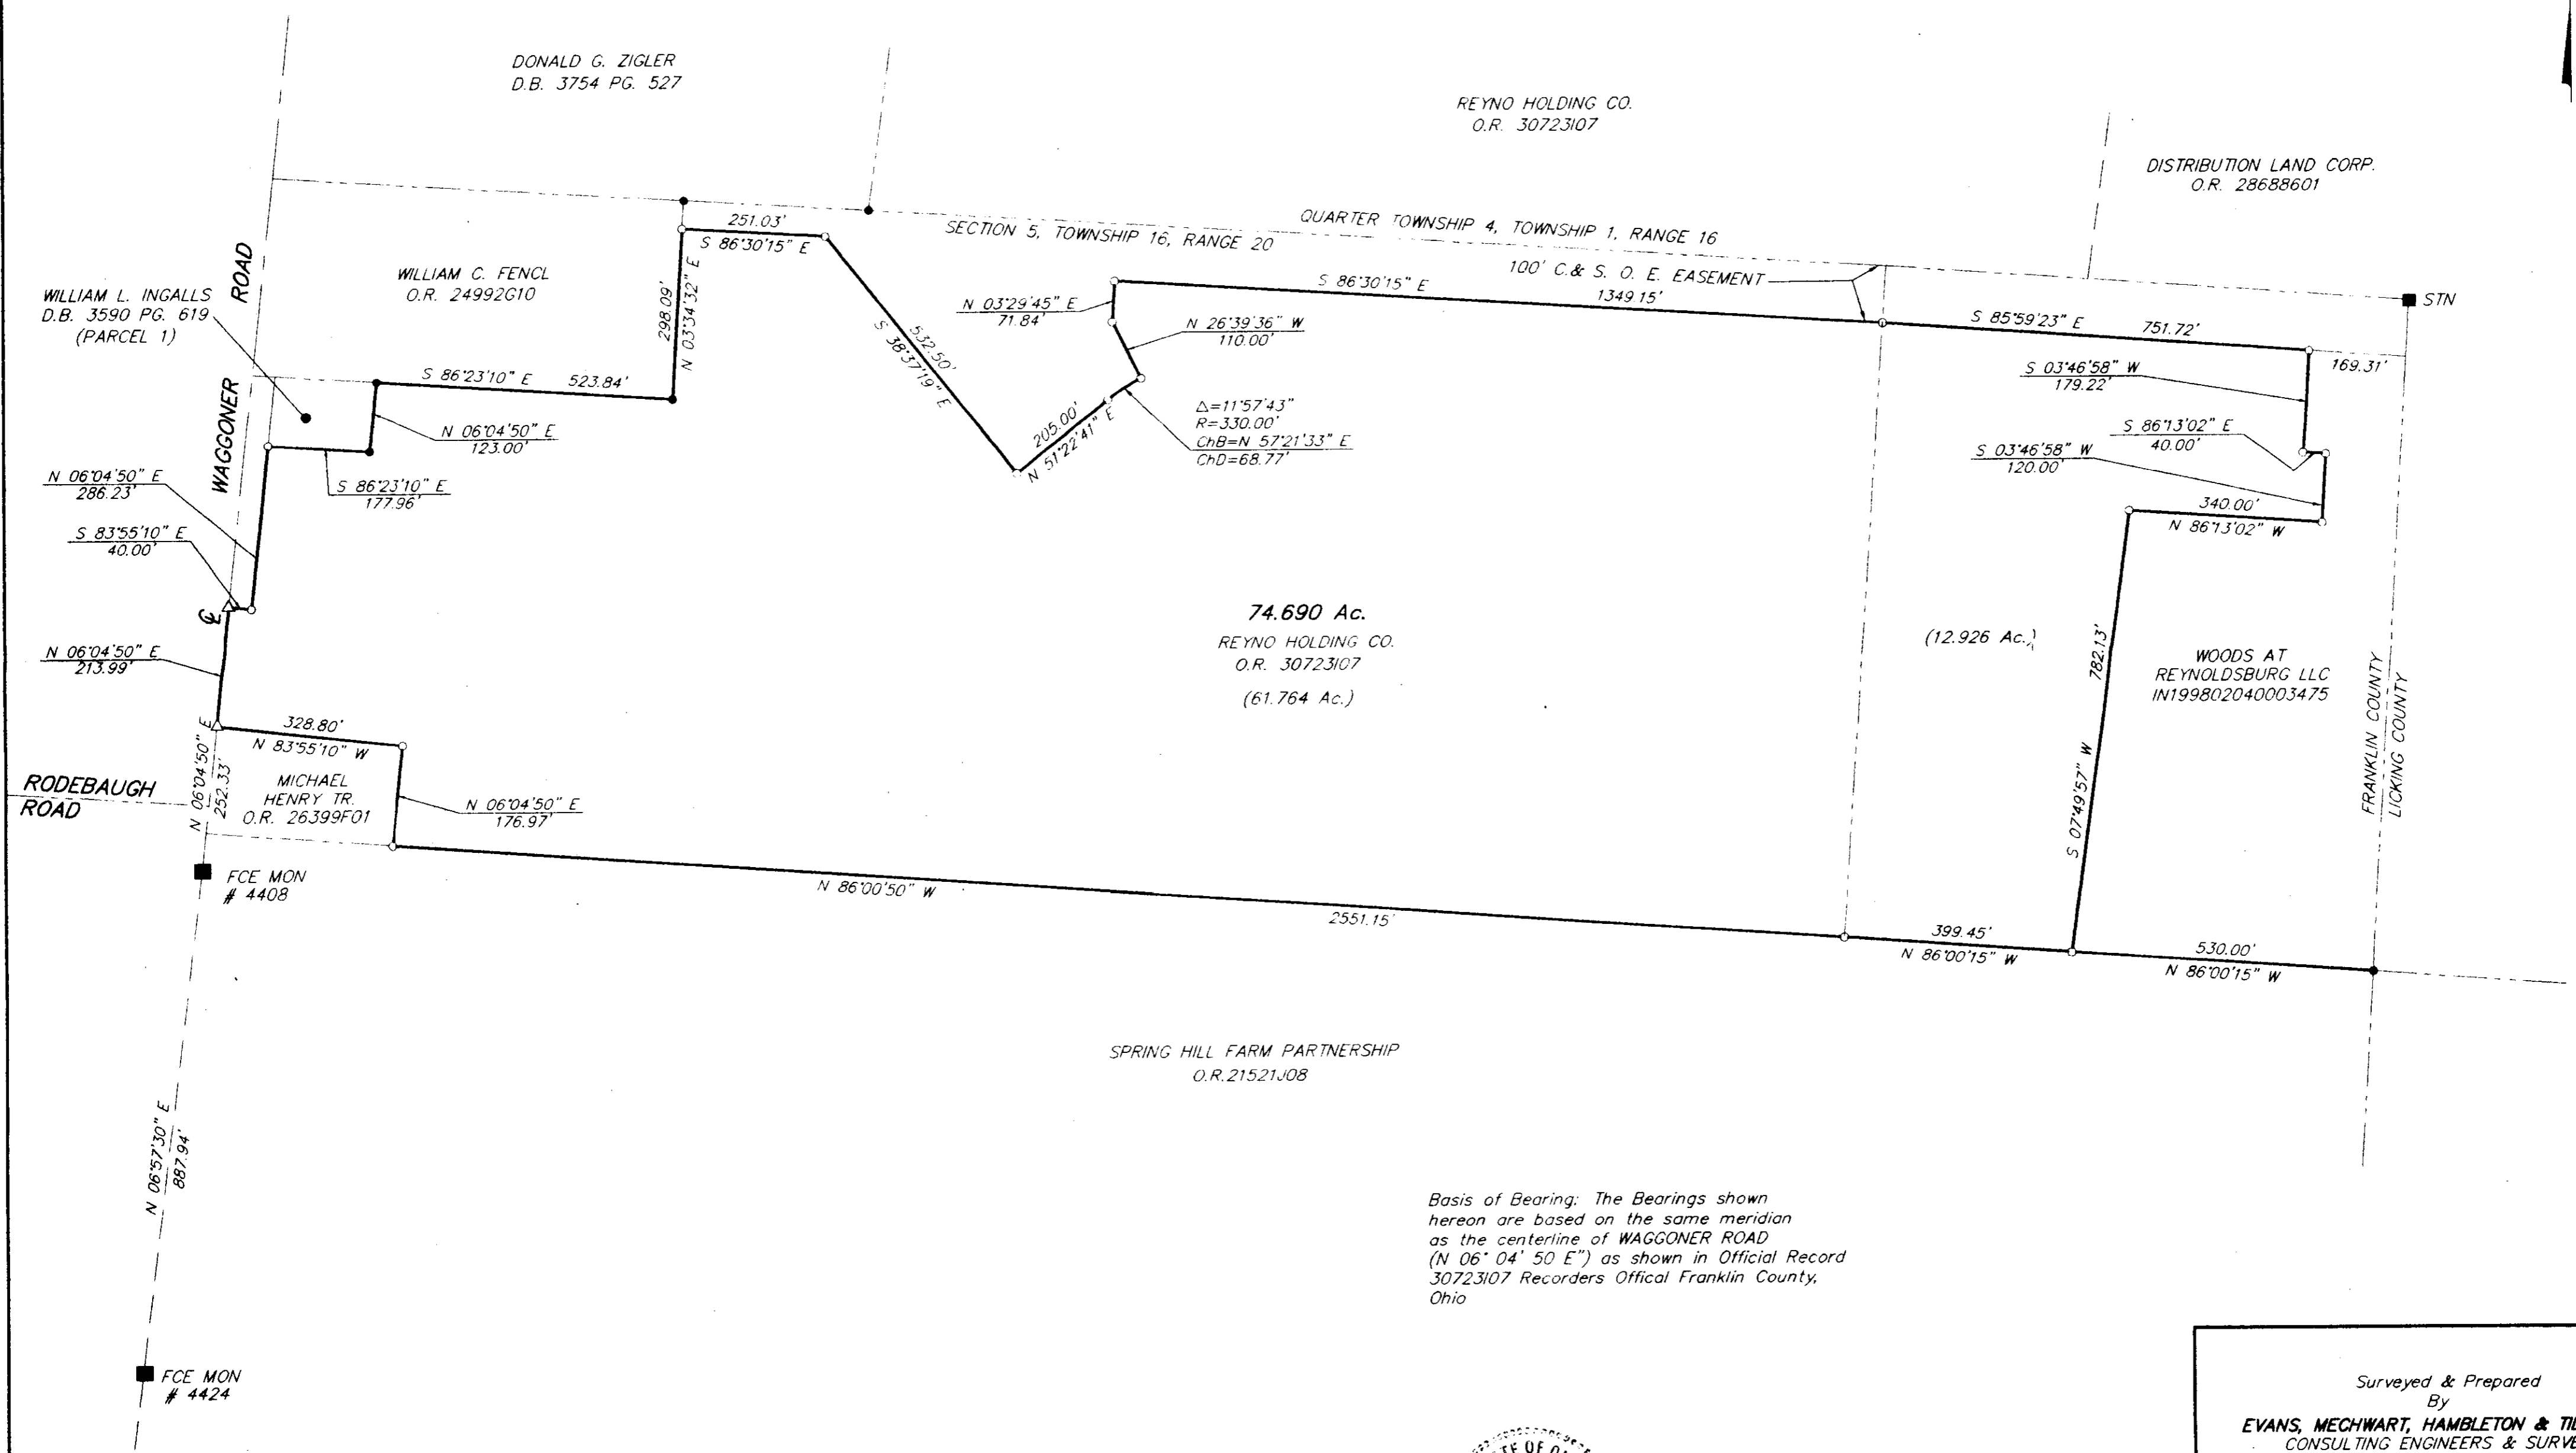 DONALD G. ZIGLER
D.B. 3754 PG. 527
REYNO HOLDING CO.
O.R. 30723I07
DISTRIBUTION LAND CORP.
O.R. 28688G01
QUARTER TOWNSHIP 4, TOWNSHIP 1, RANGE 16
SECTION 5, TOWNSHIP 16, RANGE 20
100' C.& S. O. E. EASEMENT
STN
251.03'
S 86°30'15" E
WILLIAM C. FENCL
O.R. 24992G10
WILLIAM L. INGALLS
D.B. 3590 PG. 619
(PARCEL 1)
WAGGONER ROAD
298.09'
N 03°34'32" E
532.50'
S 38°37'19" E
N 03°29'45" E
71.84'
N 26°39'36" W
110.00'
S 86°30'15" E
1349.15'
S 85°59'23" E
751.72'
169.31'
S 03°46'58" W
179.22'
S 86°13'02" E
40.00'
S 03°46'58" W
120.00'
340.00'
N 86°13'02" W
S 86°23'10" E
523.84'
N 06°04'50" E
123.00'
S 86°23'10" E
177.96'
205.00'
N 51°22'41" E
Δ=11°57'43"
R=330.00'
ChB=N 57°21'33" E
ChD=68.77'
N 06°04'50" E
286.23'
S 83°55'10" E
40.00'
℄
N 06°04'50" E
213.99'
74.690 Ac.
REYNO HOLDING CO.
O.R. 30723I07
(61.764 Ac.)
(12.926 Ac.)
782.13'
S 07°49'57" W
WOODS AT
REYNOLDSBURG LLC
IN199802040003475
FRANKLIN COUNTY
LICKING COUNTY
328.80'
N 83°55'10" W
MICHAEL
HENRY TR.
O.R. 26399F01
N 06°04'50" E
252.33'
RODEBAUGH
ROAD
N 06°04'50" E
176.97'
FCE MON
# 4408
N 86°00'50" W
2551.15'
399.45'
N 86°00'15" W
530.00'
N 86°00'15" W
SPRING HILL FARM PARTNERSHIP
O.R.21521J08
N 06°57'30" E
887.94'
FCE MON
# 4424
Basis of Bearing: The Bearings shown
hereon are based on the same meridian
as the centerline of WAGGONER ROAD
(N 06° 04' 50 E") as shown in Official Record
30723I07 Recorders Offical Franklin County,
Ohio
Surveyed & Prepared
By
EVANS, MECHWART, HAMBLETON &
CONSULTING ENGINEERS &